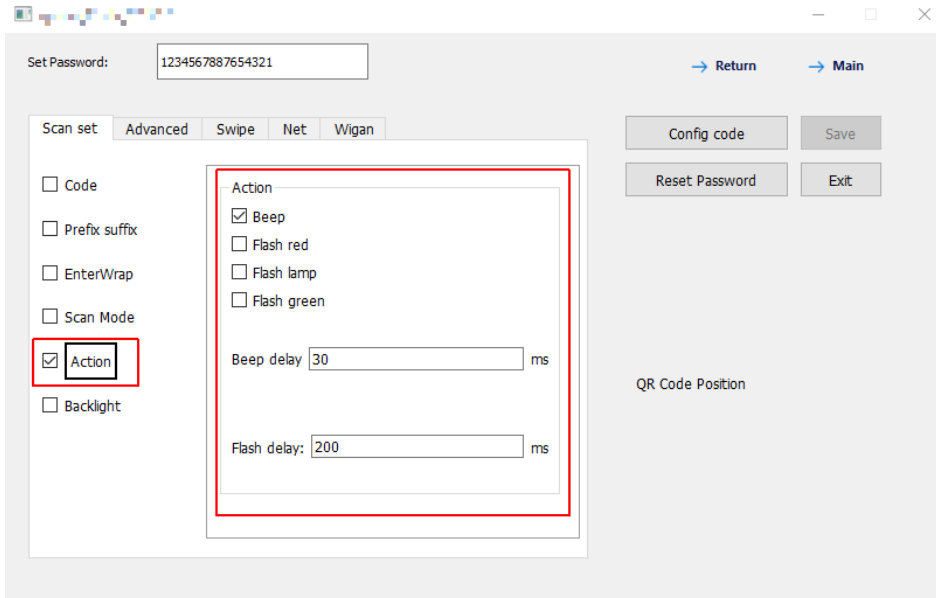 Set Password: 1234567887654321
Return Main
Scan set Advanced Swipe Net Wigan
Config code Save
Reset Password Exit
Code
Prefix suffix
EnterWrap
Scan Mode
Action
Backlight
Action
Beep
Flash red
Flash lamp
Flash green
Beep delay 30 ms
Flash delay: 200 ms
QR Code Position